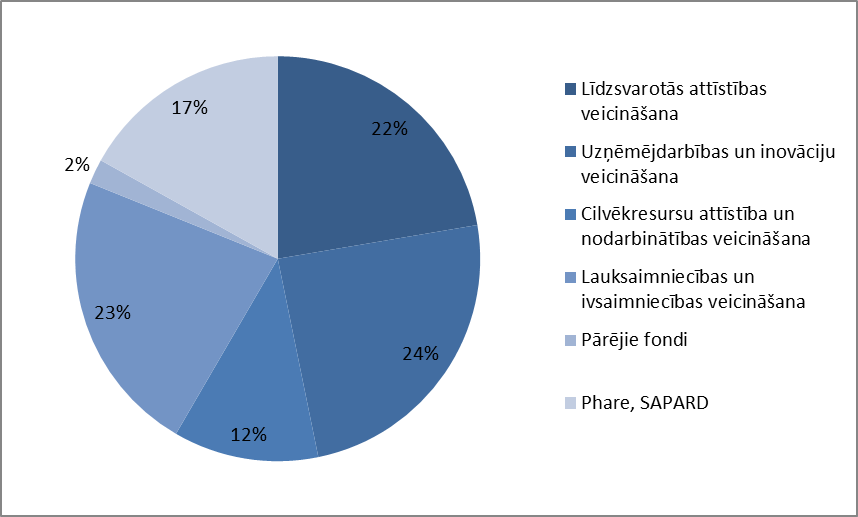 17%
22%
2%
23%
24%
12%
Līdzsvarotās attīstības
veicināšana
Uzņēmējdarbības un inovāciju
veicināšana
Cilvēkresursu attīstība un
nodarbinātības veicināšana
Lauksaimniecības un
ivsaimniecības veicināšana
Pārējie fondi
Phare, SAPARD